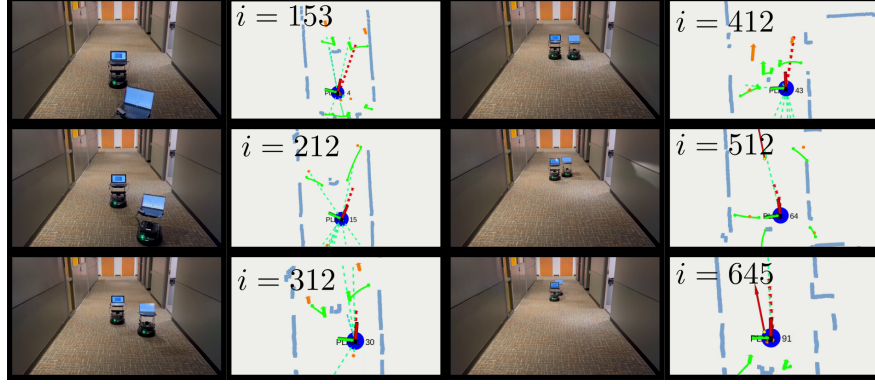 i = 153
PL 4
i = 412
43
i = 212
PL 15
i = 512
P 64
i = 312
PL 30
i = 645
PL 91